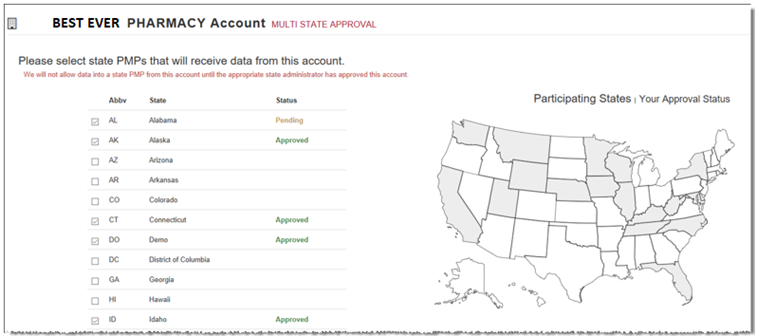 BEST EVER PHARMACY Account MULTI STATE APPROVAL
Please select state PMPs that will receive data from this account.
We will not allow data into a state PMP from this account until the appropriate state administrator has approved this account
Participating States | Your Approval Status
Abbv State Status
AL Alabama Pending
AK Alaska Approved
AZ Arizona
AR Arkansas
CO Colorado
CT Connecticut Approved
DO Demo Approved
DC District of Columbia
GA Georgia
HI Hawaii
ID Idaho Approved